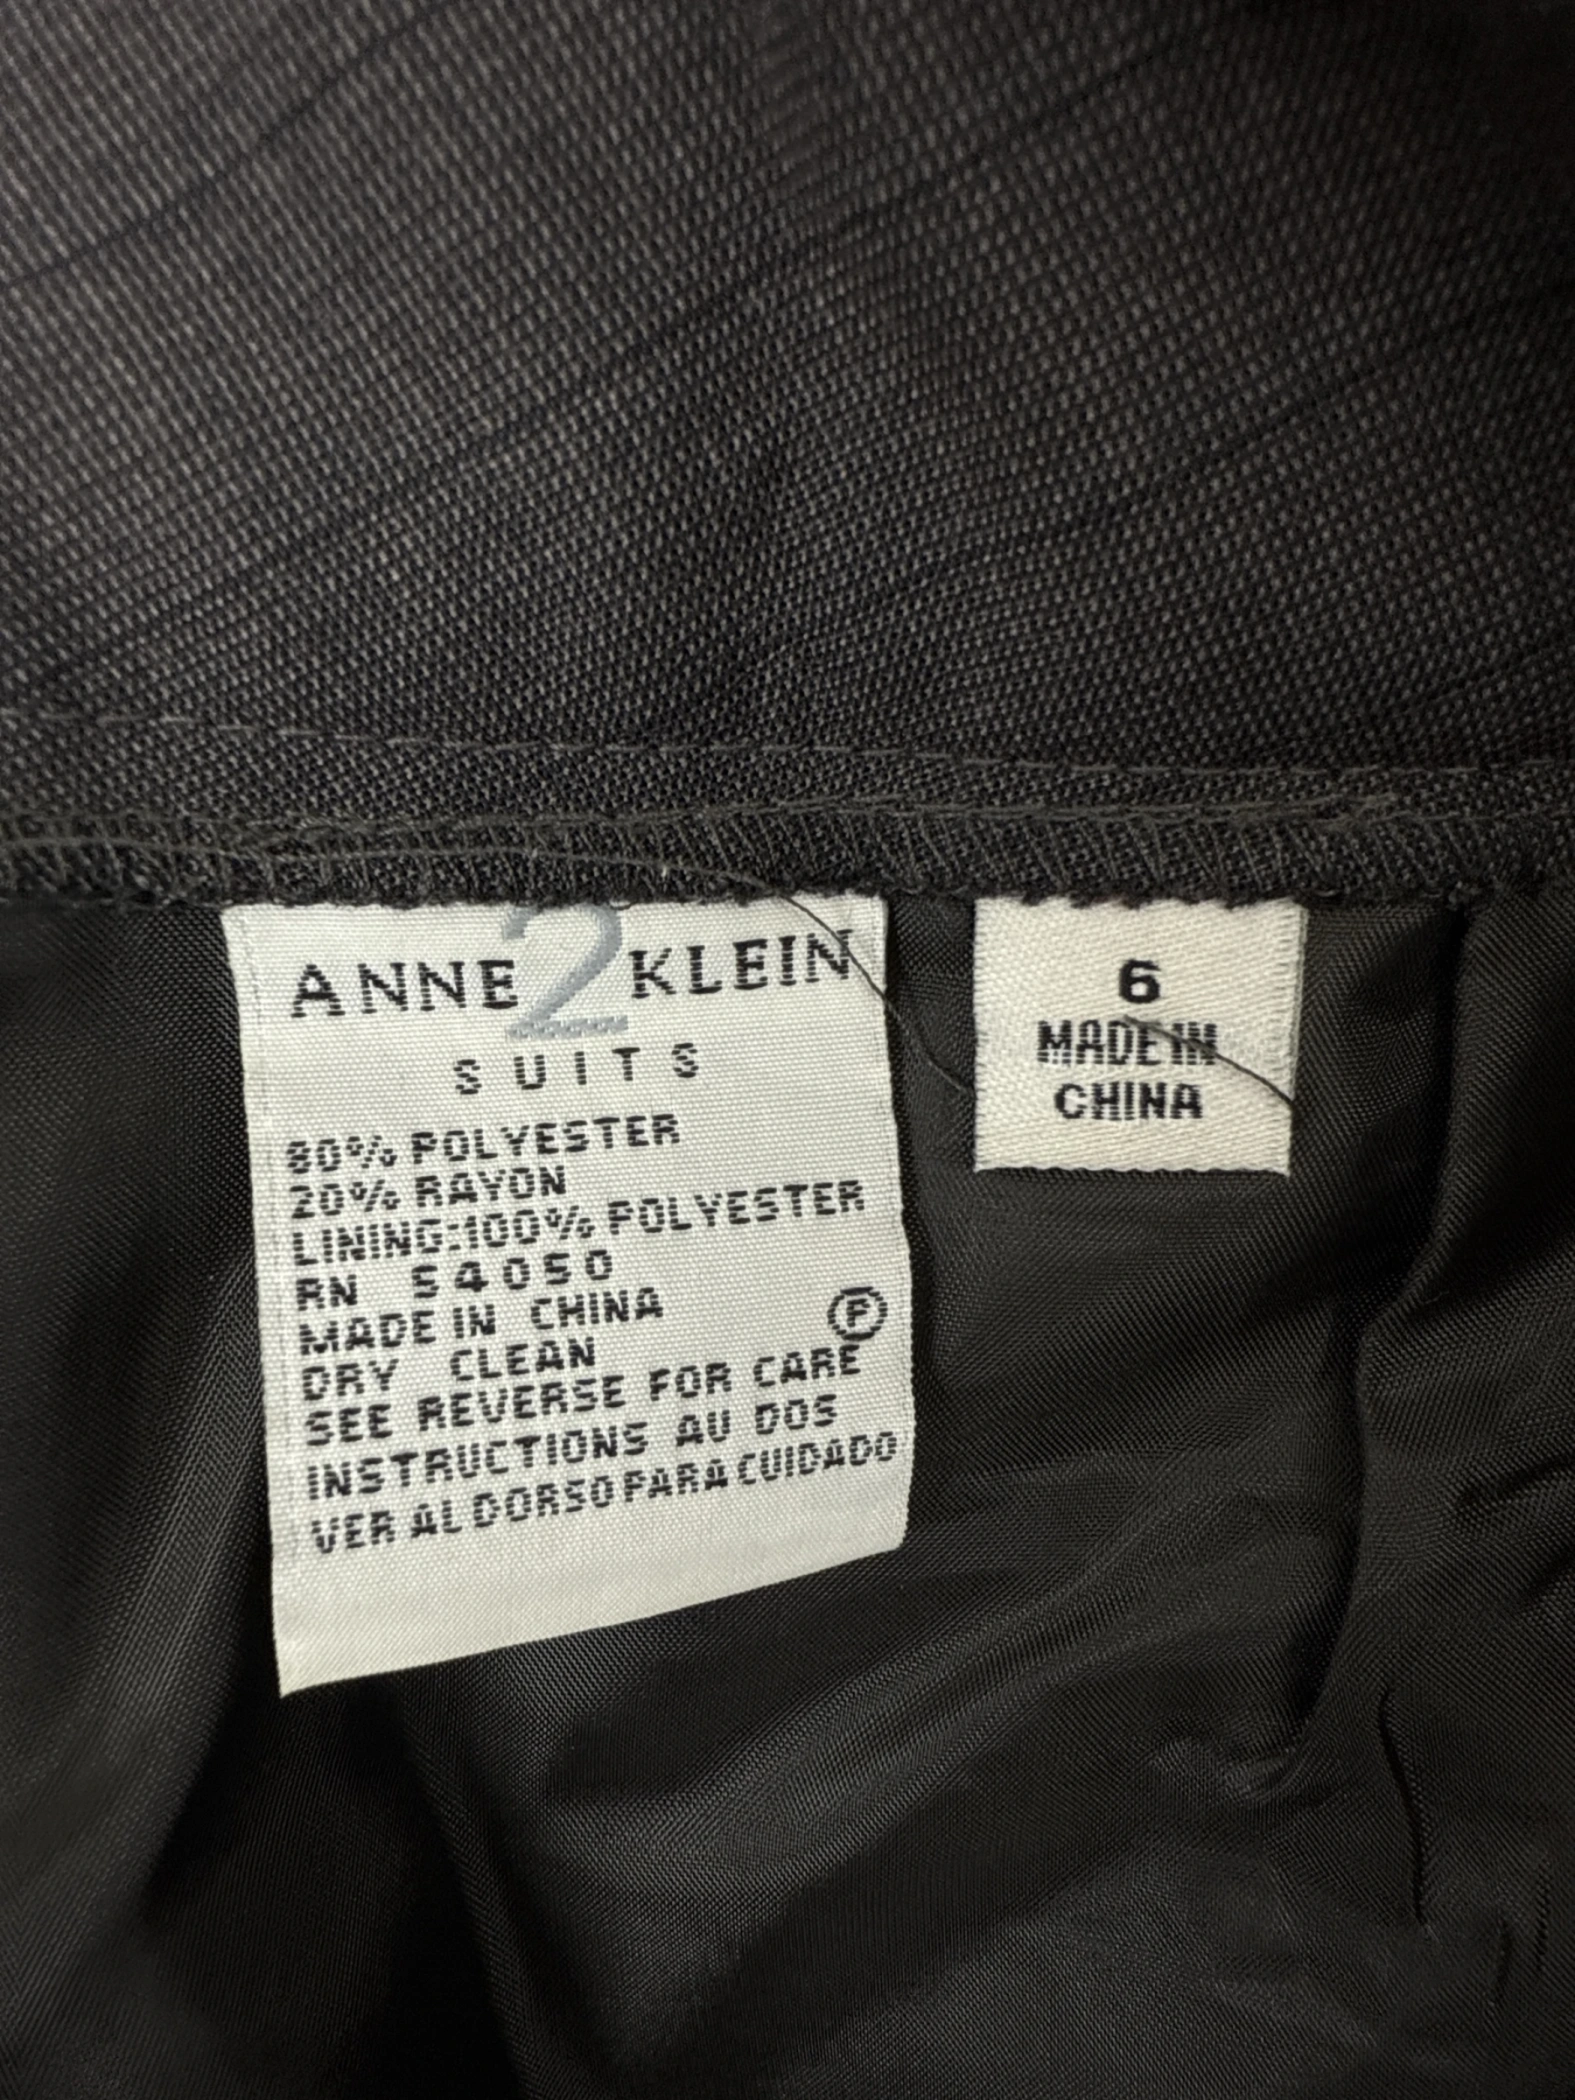 ANNE 2 KLEIN
SUITS
80% POLYESTER
20% RAYON
LINING:100% POLYESTER
RN 54050
MADE IN CHINA
P
DRY CLEAN
SEE REVERSE FOR CARE
INSTRUCTIONS AU DOS
VER AL DORSO PARA CUIDADO
6
MADE IN
CHINA